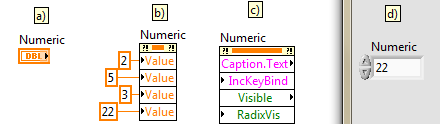 a)
b)
c)
d)
Numeric
DBL
Numeric
2 Value
5 Value
3 Value
22 Value
Numeric
Caption.Text
IncKeyBind
Visible
RadixVis
Numeric
22